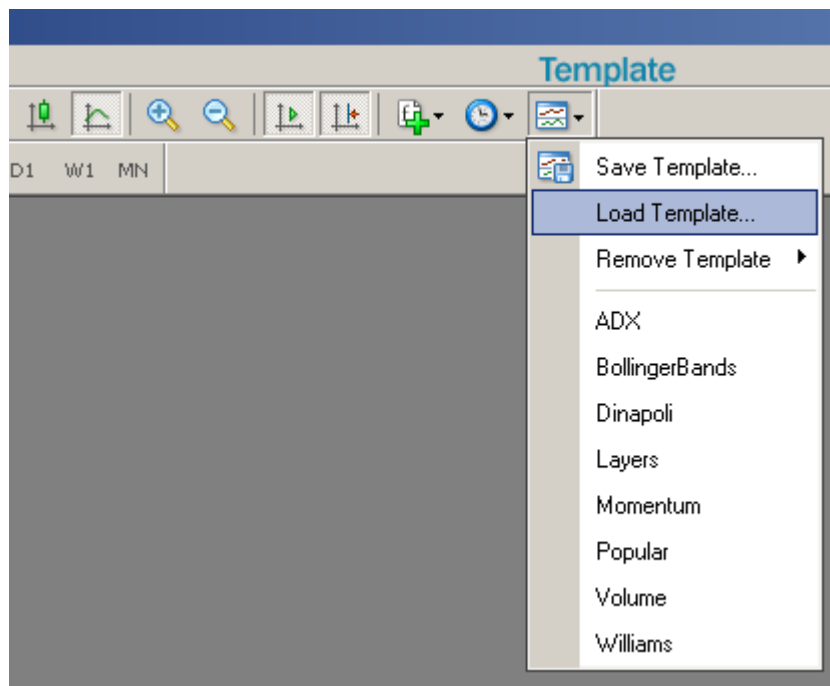 Template
D1 W1 MN
Save Template...
Load Template...
Remove Template
ADX
BollingerBands
Dinapoli
Layers
Momentum
Popular
Volume
Williams